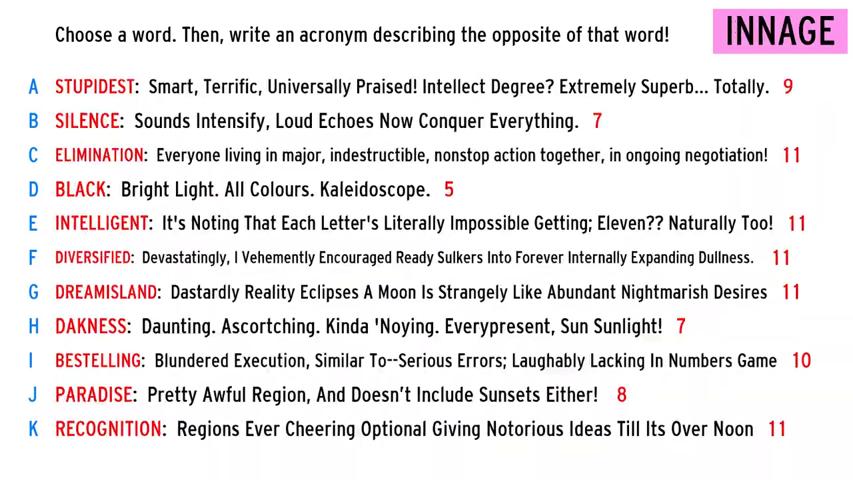 Choose a word. Then, write an acronym describing the opposite of that word!
INNAGE
A STUPIDEST: Smart, Terrific, Universally Praised! Intellect Degree? Extremely Superb... Totally. 9
B SILENCE: Sounds Intensify, Loud Echoes Now Conquer Everything. 7
C ELIMINATION: Everyone living in major, indestructible, nonstop action together, in ongoing negotiation! 11
D BLACK: Bright Light. All Colours. Kaleidoscope. 5
E INTELLIGENT: It's Noting That Each Letter's Literally Impossible Getting; Eleven?? Naturally Too! 11
F DIVERSIFIED: Devastatingly, I Vehemently Encouraged Ready Sulkers Into Forever Internally Expanding Dullness. 11
G DREAMISLAND: Dastardly Reality Eclipses A Moon Is Strangely Like Abundant Nightmarish Desires 11
H DAKNESS: Daunting. Ascortching. Kinda 'Noying. Everypresent, Sun Sunlight! 7
I BESTELLING: Blundered Execution, Similar To--Serious Errors; Laughably Lacking In Numbers Game 10
J PARADISE: Pretty Awful Region, And Doesn't Include Sunsets Either! 8
K RECOGNITION: Regions Ever Cheering Optional Giving Notorious Ideas Till Its Over Noon 11